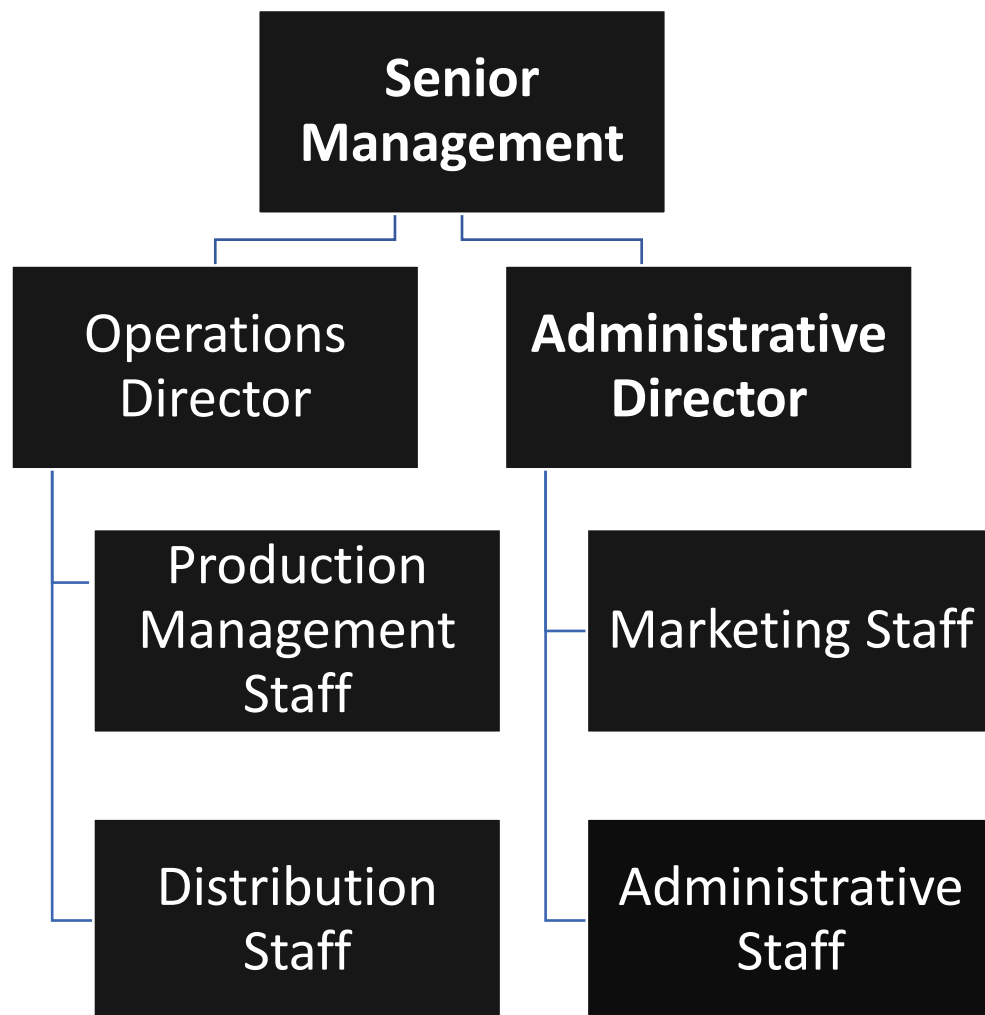 Senior
Management
Operations
Director
Administrative
Director
Production
Management
Staff
Marketing Staff
Distribution
Staff
Administrative
Staff